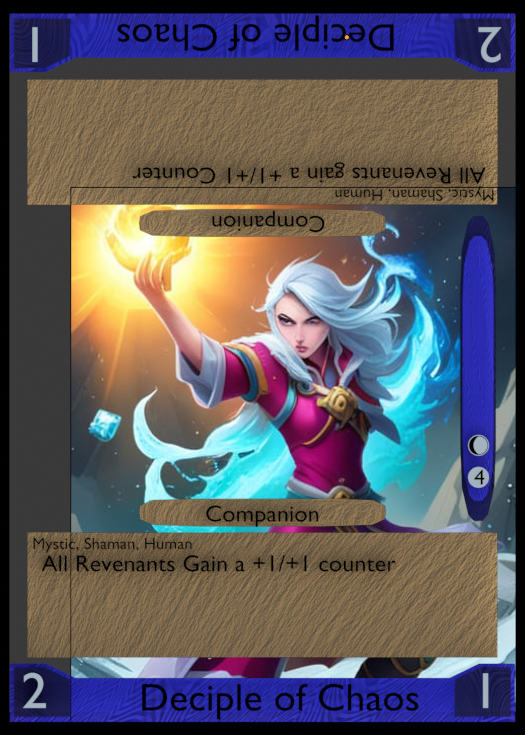 1 Deciple of Chaos 2
All Revenants gain a +1/+1 Counter
Mystic, Shaman, Human
Companion
4
Companion
Mystic, Shaman, Human
All Revenants Gain a +1/+1 counter
2 Deciple of Chaos 1